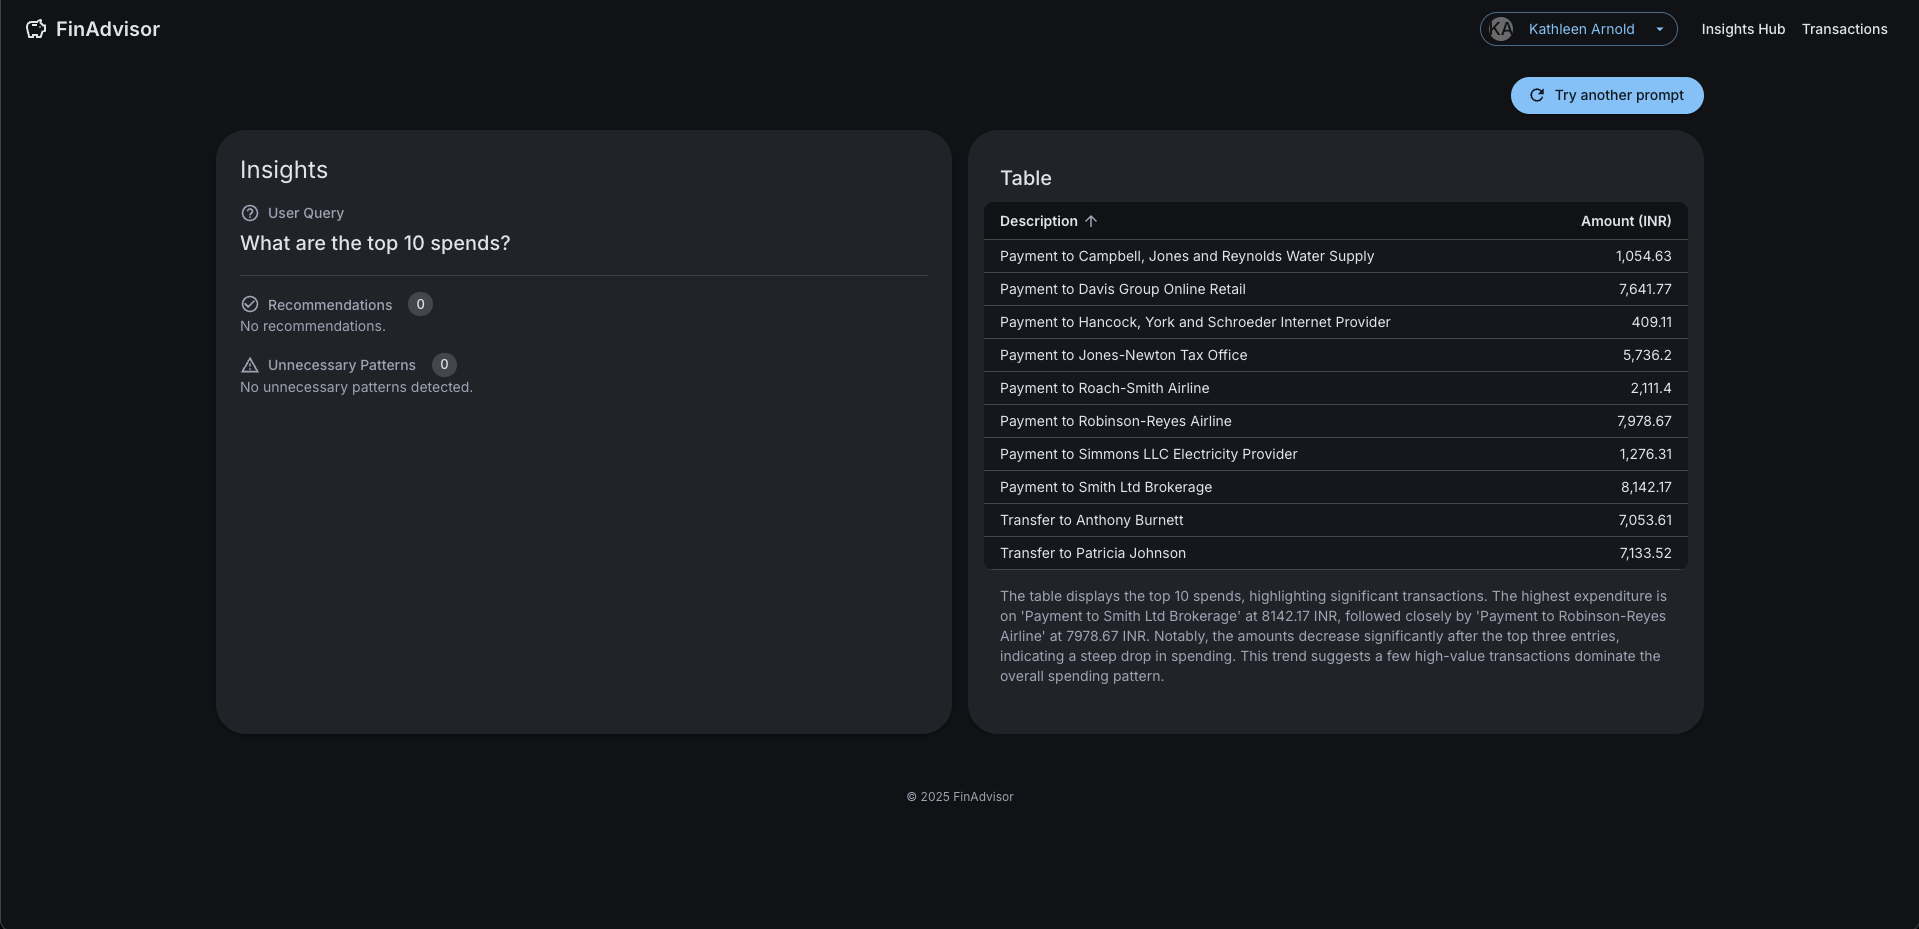 FinAdvisor
KA Kathleen Arnold
Insights Hub Transactions
Try another prompt
Insights
User Query
What are the top 10 spends?
Recommendations 0
No recommendations.
Unnecessary Patterns 0
No unnecessary patterns detected.
Table
Description Amount (INR)
Payment to Campbell, Jones and Reynolds Water Supply 1,054.63
Payment to Davis Group Online Retail 7,641.77
Payment to Hancock, York and Schroeder Internet Provider 409.11
Payment to Jones-Newton Tax Office 5,736.2
Payment to Roach-Smith Airline 2,111.4
Payment to Robinson-Reyes Airline 7,978.67
Payment to Simmons LLC Electricity Provider 1,276.31
Payment to Smith Ltd Brokerage 8,142.17
Transfer to Anthony Burnett 7,053.61
Transfer to Patricia Johnson 7,133.52
The table displays the top 10 spends, highlighting significant transactions. The highest expenditure is
on 'Payment to Smith Ltd Brokerage' at 8142.17 INR, followed closely by 'Payment to Robinson-Reyes
Airline' at 7978.67 INR. Notably, the amounts decrease significantly after the top three entries,
indicating a steep drop in spending. This trend suggests a few high-value transactions dominate the
overall spending pattern.
© 2025 FinAdvisor